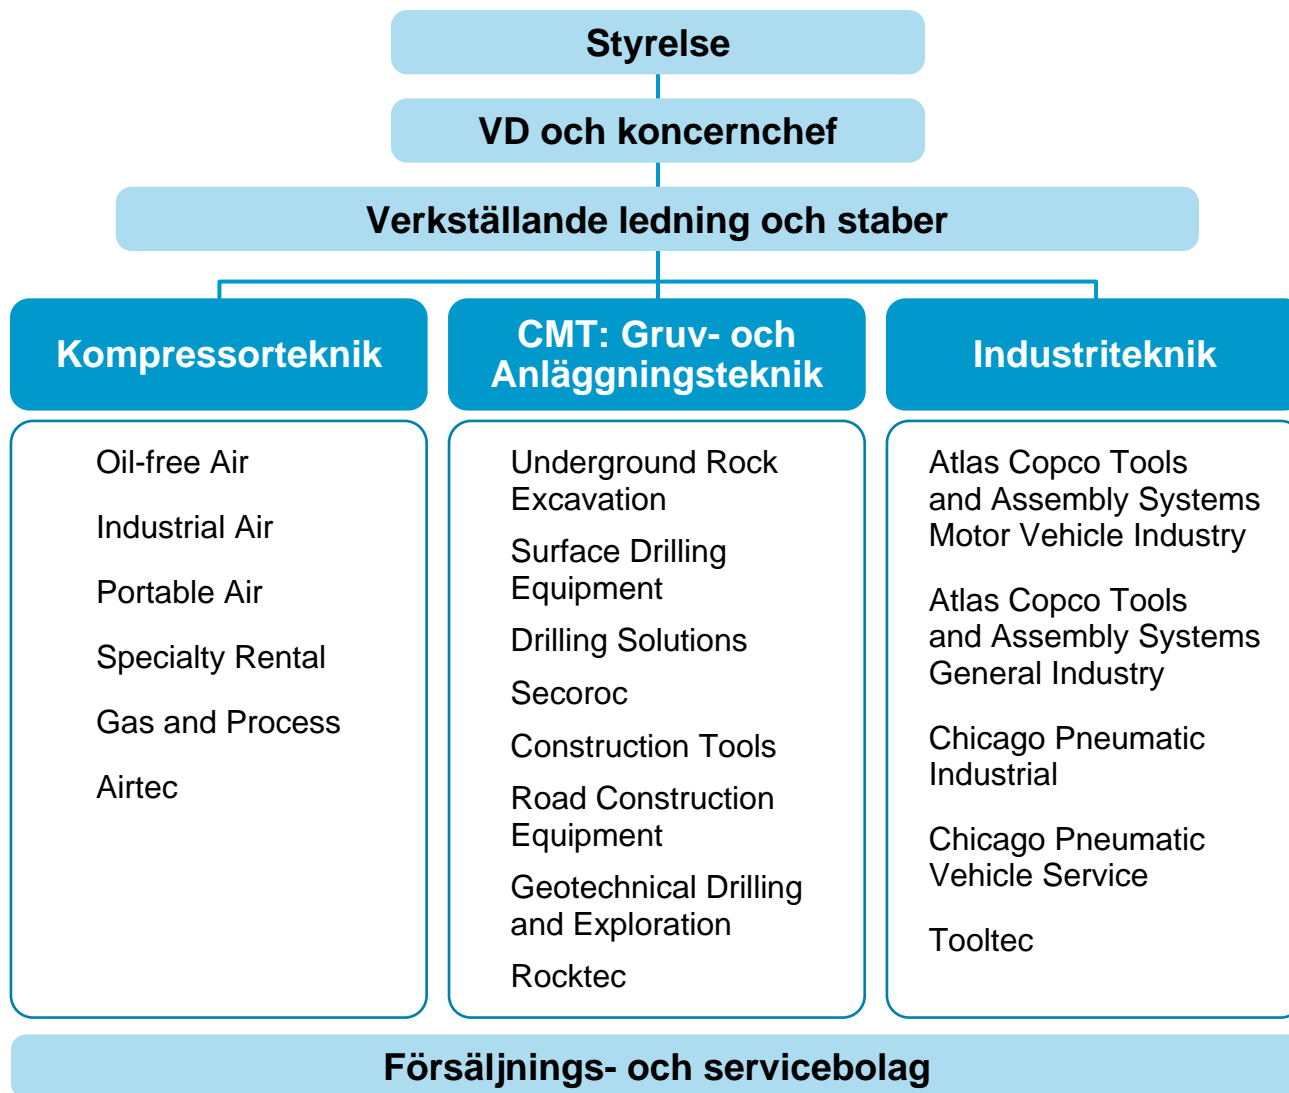 Styrelse
VD och koncernchef
Verkställande ledning och staber
Kompressorteknik
Oil-free Air
Industrial Air
Portable Air
Specialty Rental
Gas and Process
Airtec
CMT: Gruv- och
Anläggningsteknik
Underground Rock
Excavation
Surface Drilling
Equipment
Drilling Solutions
Secoroc
Construction Tools
Road Construction
Equipment
Geotechnical Drilling
and Exploration
Rocktec
Industriteknik
Atlas Copco Tools
and Assembly Systems
Motor Vehicle Industry
Atlas Copco Tools
and Assembly Systems
General Industry
Chicago Pneumatic
Industrial
Chicago Pneumatic
Vehicle Service
Tooltec
Försäljnings- och servicebolag